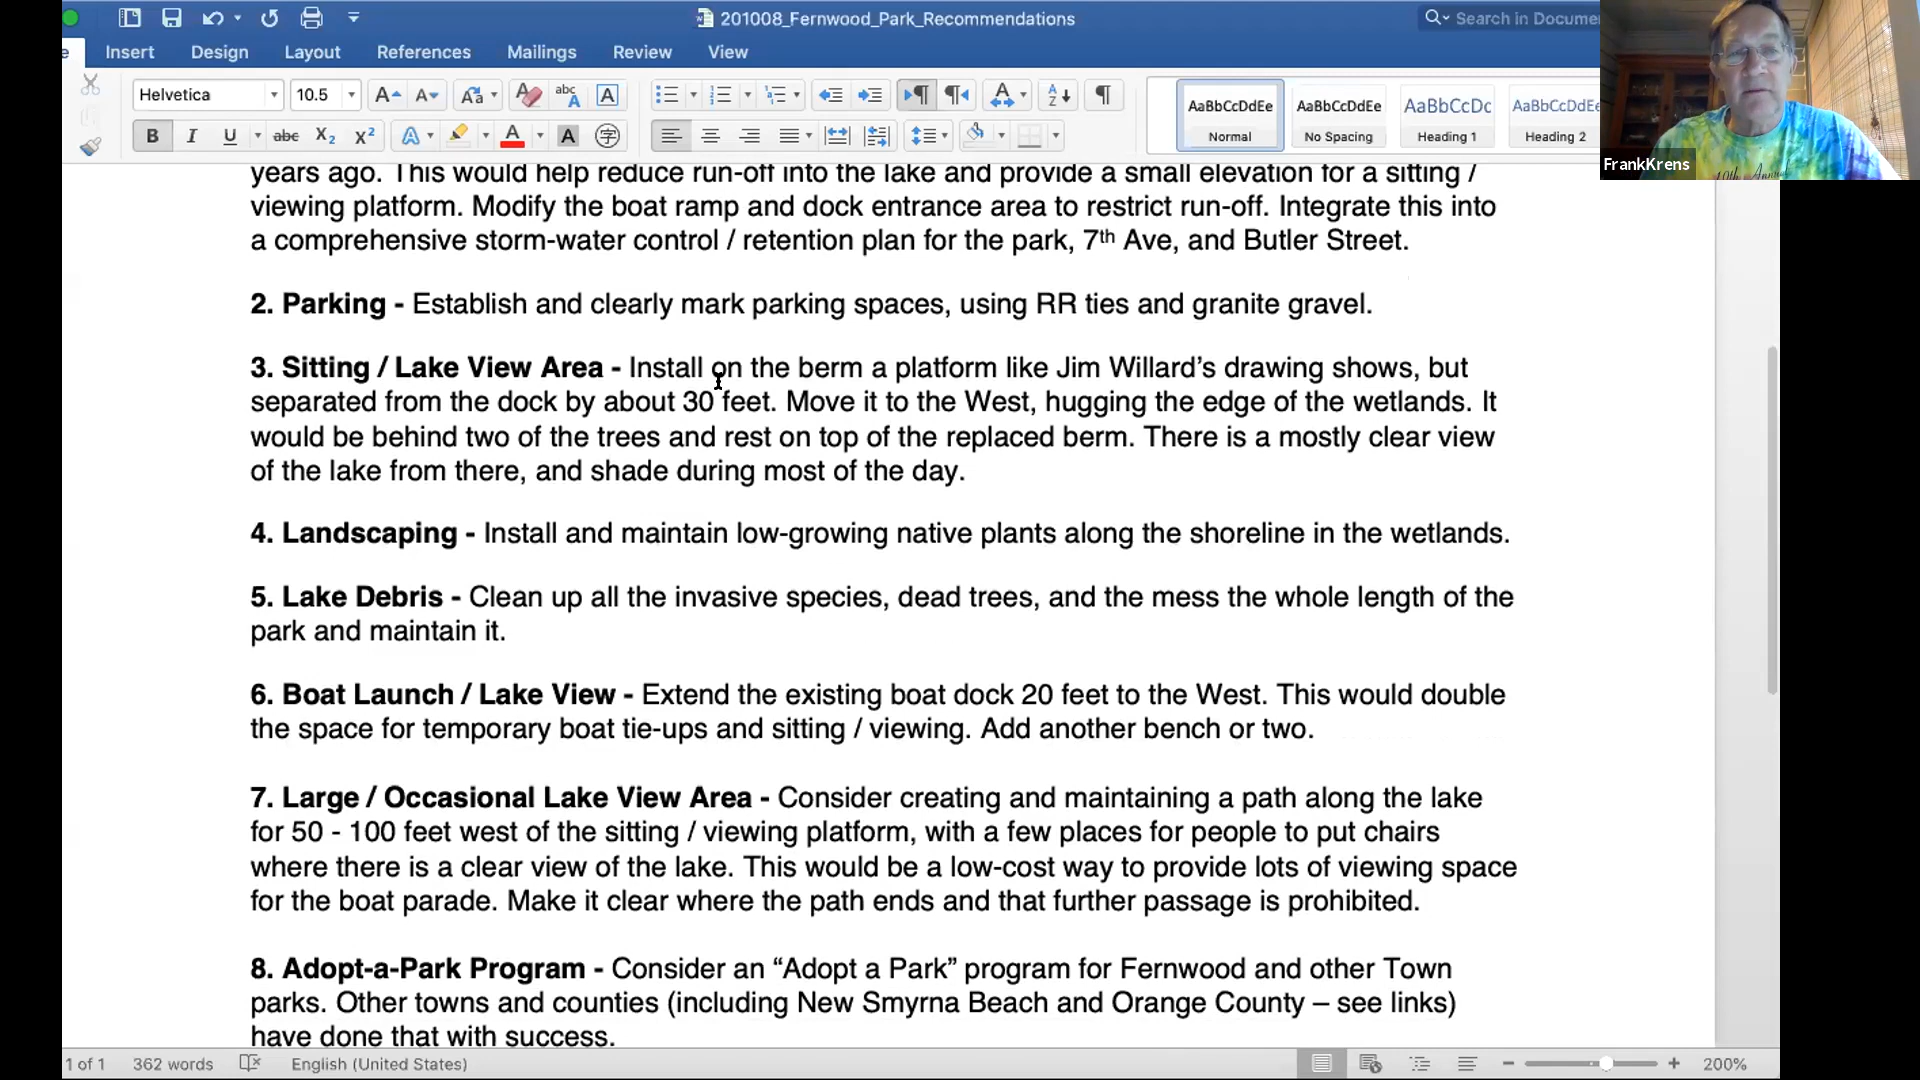 201008_Fernwood_Park_Recommendations
Search in Docume
e Insert Design Layout References Mailings Review View
Helvetica 10.5
AaBbCcDdEe AaBbCcDdEe AaBbCcDc AaBbCcDdEe
Normal No Spacing Heading 1 Heading 2
FrankKrens
years ago. This would help reduce run-off into the lake and provide a small elevation for a sitting /
viewing platform. Modify the boat ramp and dock entrance area to restrict run-off. Integrate this into
a comprehensive storm-water control / retention plan for the park, 7th Ave, and Butler Street.
2. Parking - Establish and clearly mark parking spaces, using RR ties and granite gravel.
3. Sitting / Lake View Area - Install on the berm a platform like Jim Willard’s drawing shows, but
separated from the dock by about 30 feet. Move it to the West, hugging the edge of the wetlands. It
would be behind two of the trees and rest on top of the replaced berm. There is a mostly clear view
of the lake from there, and shade during most of the day.
4. Landscaping - Install and maintain low-growing native plants along the shoreline in the wetlands.
5. Lake Debris - Clean up all the invasive species, dead trees, and the mess the whole length of the
park and maintain it.
6. Boat Launch / Lake View - Extend the existing boat dock 20 feet to the West. This would double
the space for temporary boat tie-ups and sitting / viewing. Add another bench or two.
7. Large / Occasional Lake View Area - Consider creating and maintaining a path along the lake
for 50 - 100 feet west of the sitting / viewing platform, with a few places for people to put chairs
where there is a clear view of the lake. This would be a low-cost way to provide lots of viewing space
for the boat parade. Make it clear where the path ends and that further passage is prohibited.
8. Adopt-a-Park Program - Consider an “Adopt a Park” program for Fernwood and other Town
parks. Other towns and counties (including New Smyrna Beach and Orange County – see links)
have done that with success.
1 of 1 362 words English (United States) 200%